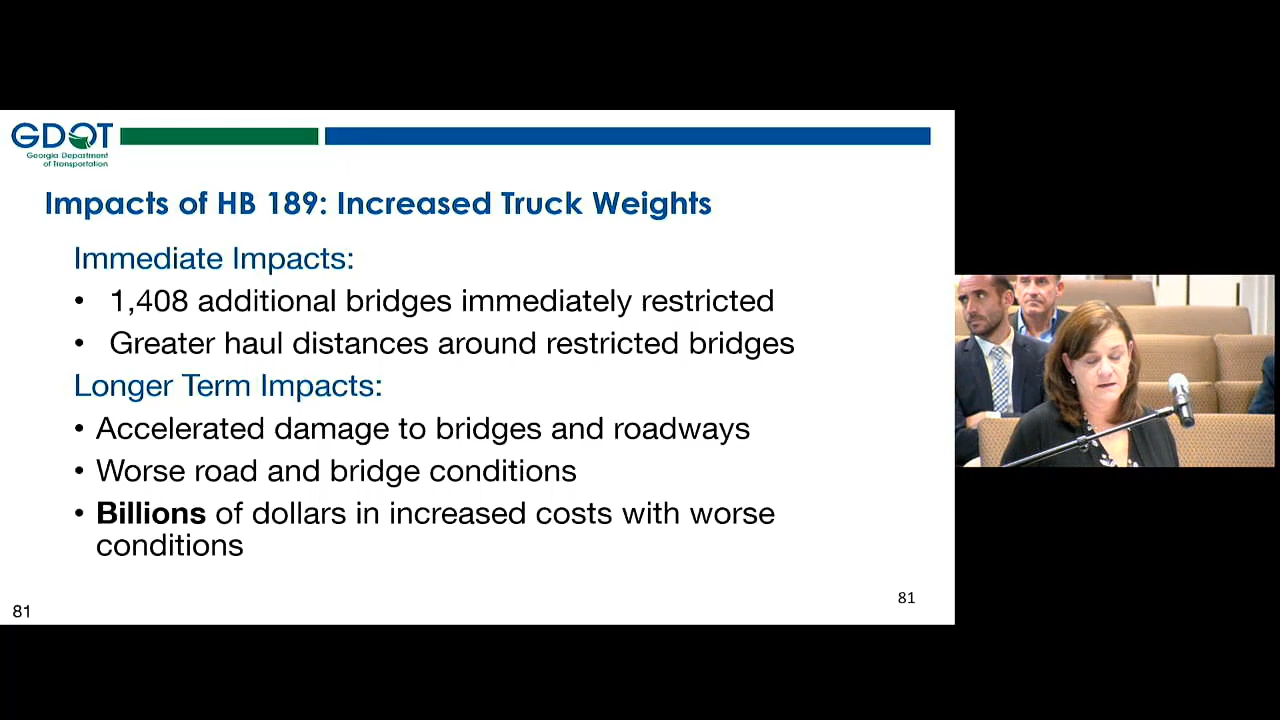 GDOT
Georgia Department
of Transportation
Impacts of HB 189: Increased Truck Weights
Immediate Impacts:
• 1,408 additional bridges immediately restricted
• Greater haul distances around restricted bridges
Longer Term Impacts:
• Accelerated damage to bridges and roadways
• Worse road and bridge conditions
• Billions of dollars in increased costs with worse
conditions
81
81